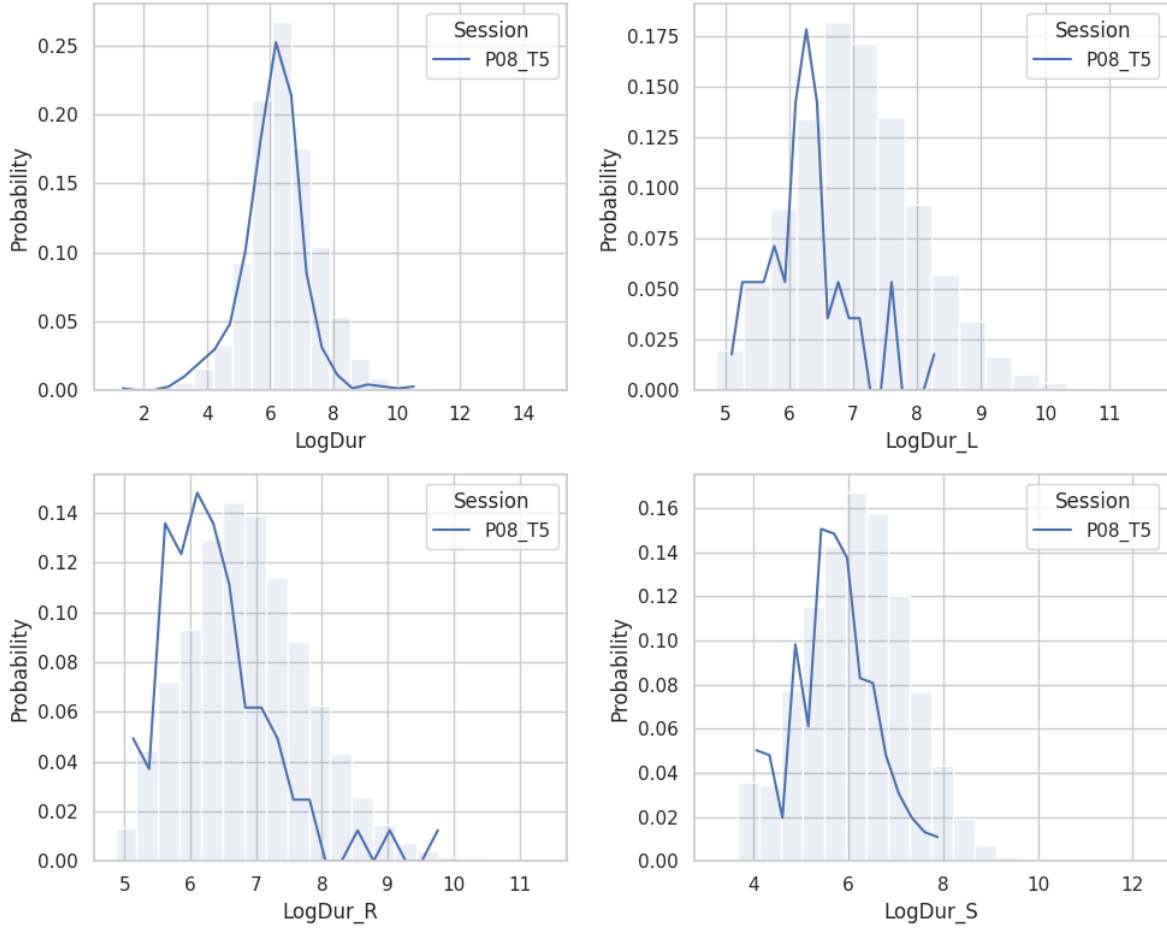 Session
P08_T5
0.25
0.20
0.15
0.10
0.05
0.00
Probability
2 4 6 8 10 12 14
LogDur
Session
P08_T5
0.175
0.150
0.125
0.100
0.075
0.050
0.025
0.000
Probability
5 6 7 8 9 10 11
LogDur_L
Session
P08_T5
0.14
0.12
0.10
0.08
0.06
0.04
0.02
0.00
Probability
5 6 7 8 9 10 11
LogDur_R
Session
P08_T5
0.16
0.14
0.12
0.10
0.08
0.06
0.04
0.02
0.00
Probability
4 6 8 10 12
LogDur_S